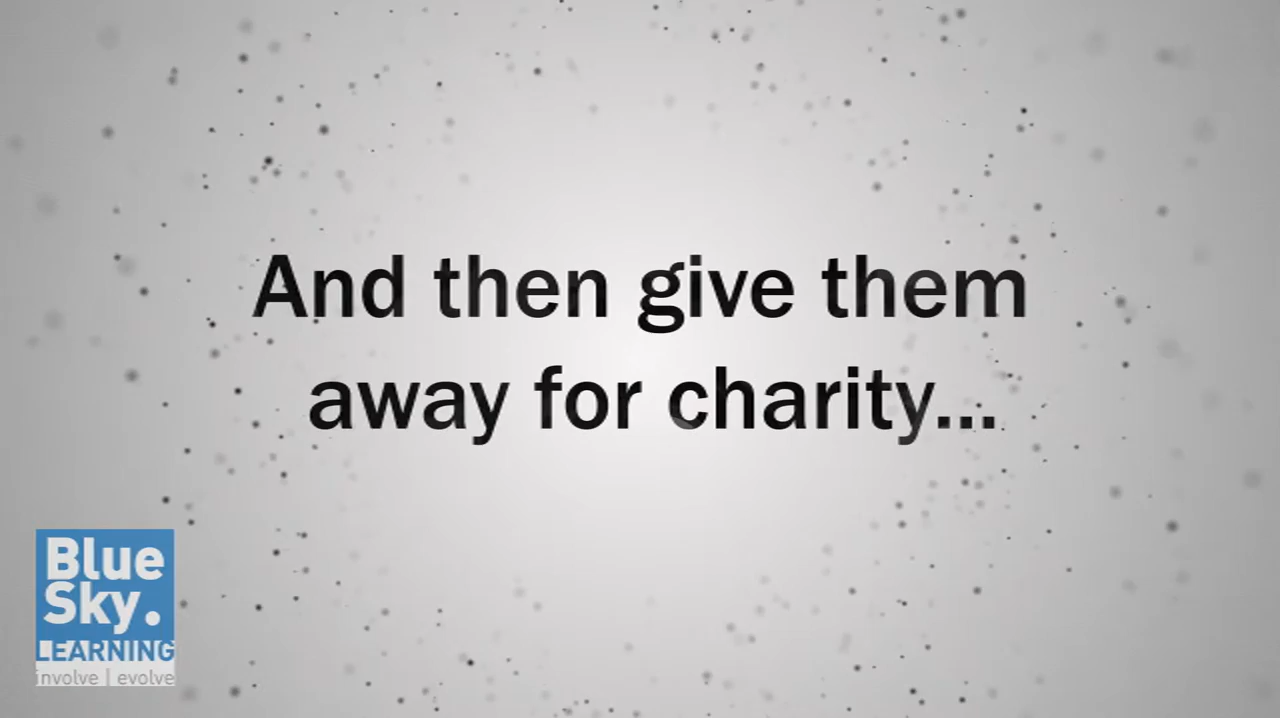 And then give them
away for charity...
Blue
Sky.
LEARNING
involve | evolve